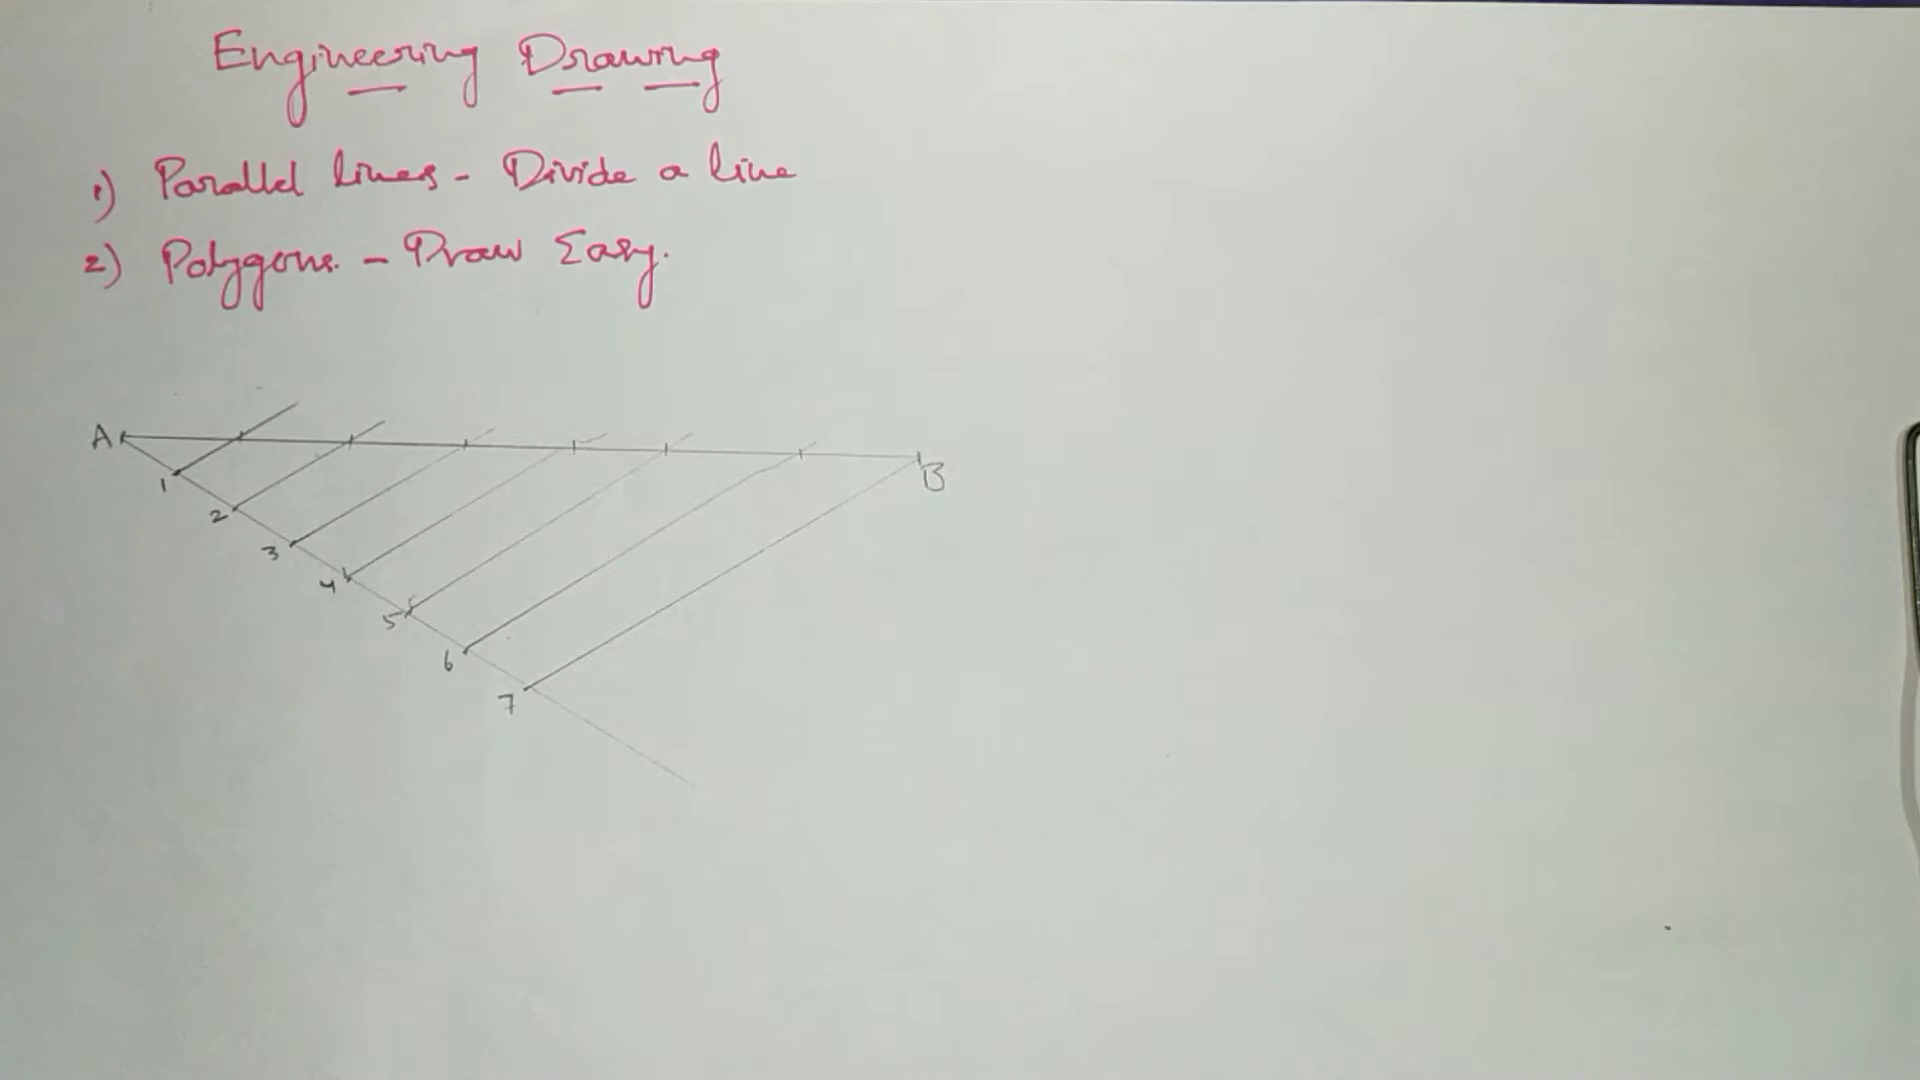 Engineering Drawing
1) Parallel lines - Divide a line
2) Polygons. - Draw Easy.
A
B
1
2
3
4
5
6
7